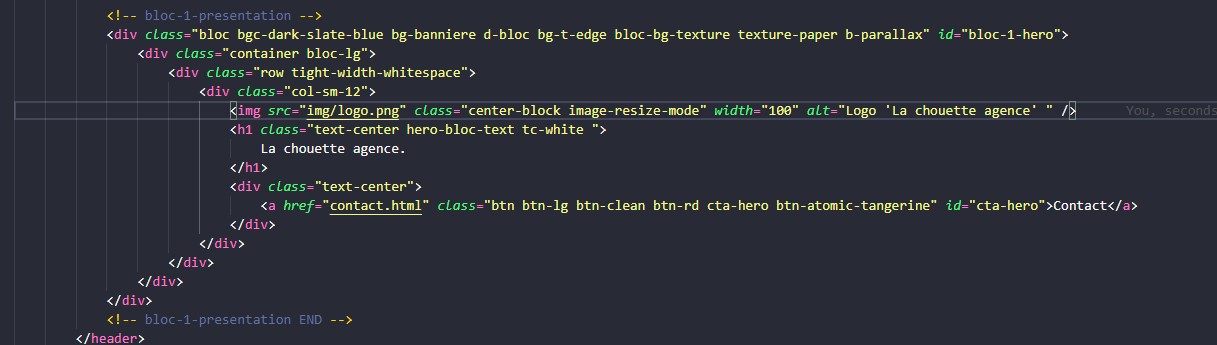 <!-- bloc-1-presentation -->
<div class="bloc bgc-dark-slate-blue bg-banniere d-bloc bg-t-edge bloc-bg-texture texture-paper b-parallax" id="bloc-1-hero">
<div class="container bloc-lg">
<div class="row tight-width-whitespace">
<div class="col-sm-12">
<img src="img/logo.png" class="center-block image-resize-mode" width="100" alt="Logo 'La chouette agence' " /> You, seconds
<h1 class="text-center hero-bloc-text tc-white ">
La chouette agence.
</h1>
<div class="text-center">
<a href="contact.html" class="btn btn-lg btn-clean btn-rd cta-hero btn-atomic-tangerine" id="cta-hero">Contact</a>
</div>
</div>
</div>
</div>
</div>
<!-- bloc-1-presentation END -->
</header>